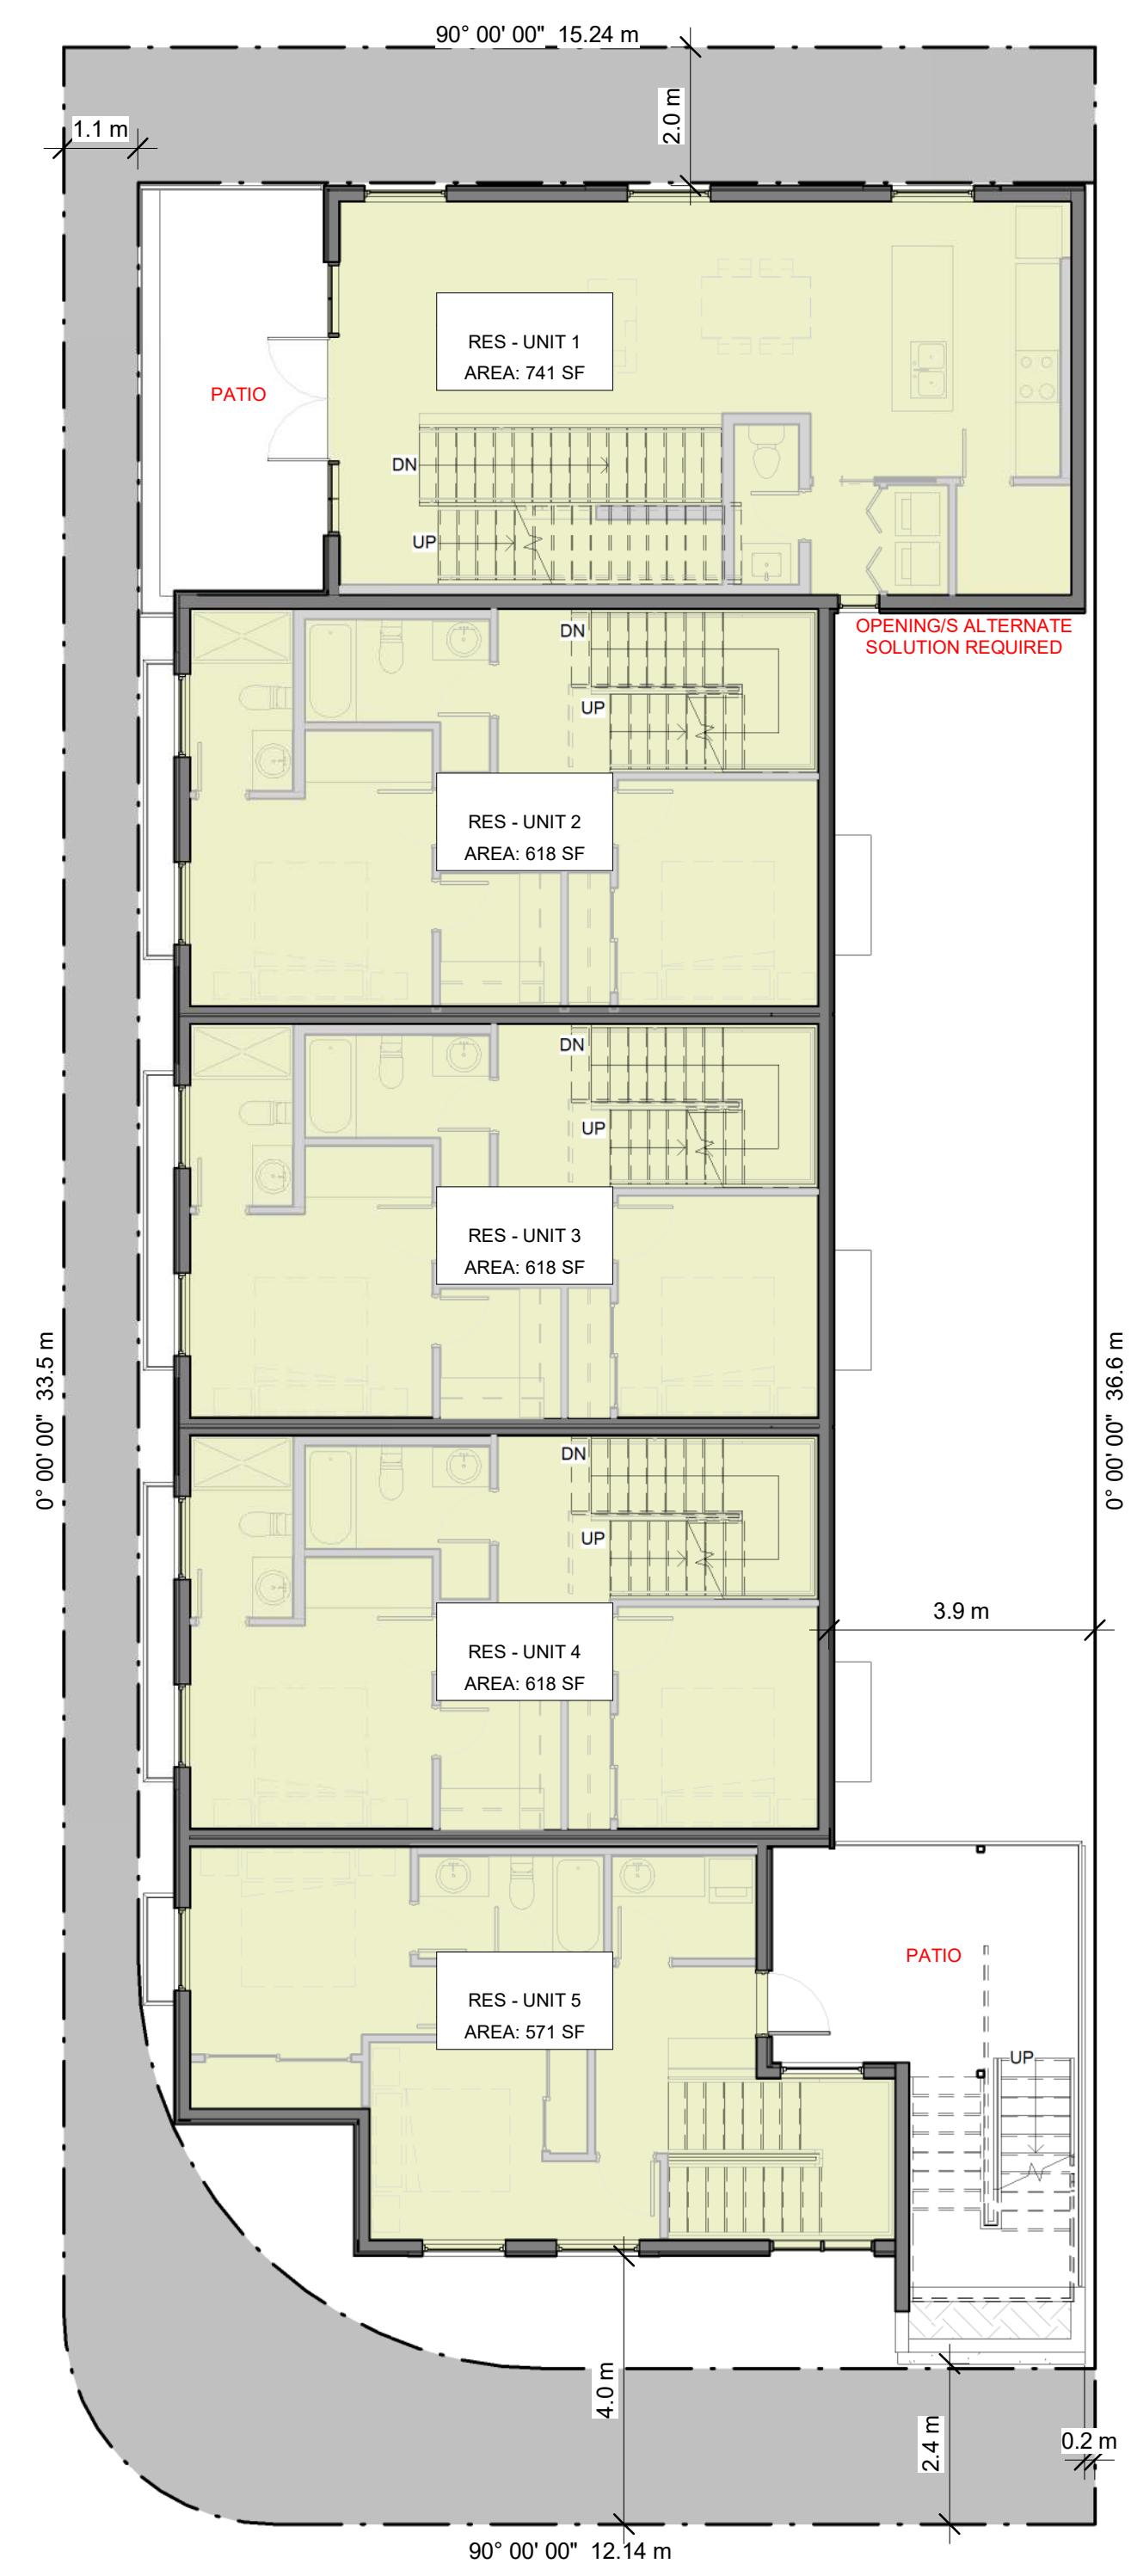 90° 00' 00" 15.24 m
2.0 m
1.1 m
RES - UNIT 1
AREA: 741 SF
PATIO
DN
UP
OPENING/S ALTERNATE
SOLUTION REQUIRED
DN
UP
RES - UNIT 2
AREA: 618 SF
DN
UP
RES - UNIT 3
AREA: 618 SF
0° 00' 00" 33.5 m
0° 00' 00" 36.6 m
DN
UP
3.9 m
RES - UNIT 4
AREA: 618 SF
PATIO
RES - UNIT 5
AREA: 571 SF
UP
4.0 m
2.4 m
0.2 m
90° 00' 00" 12.14 m